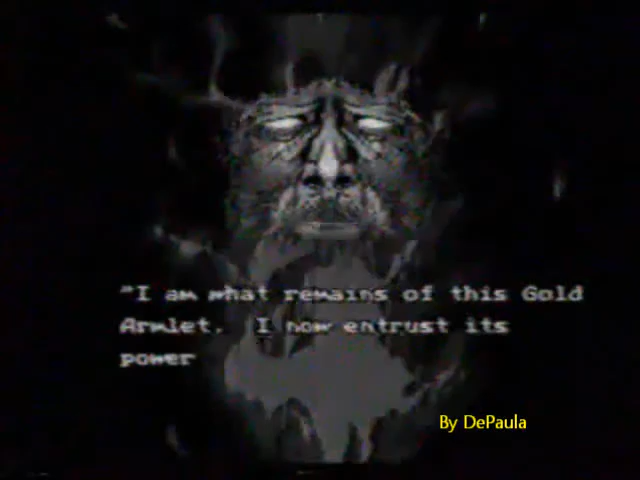 "I am what remains of this Gold
Armlet.  I now entrust its
power
By DePaula